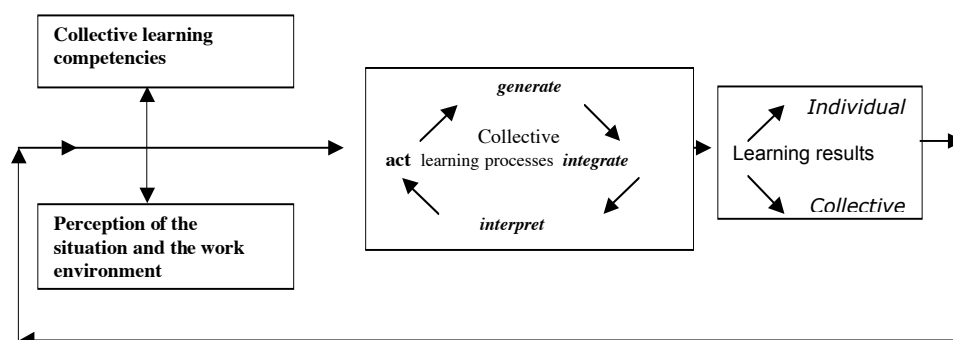 Collective learning
competencies
Perception of the
situation and the work
environment
generate
Collective
act learning processes integrate
interpret
Individual
Learning results
Collective